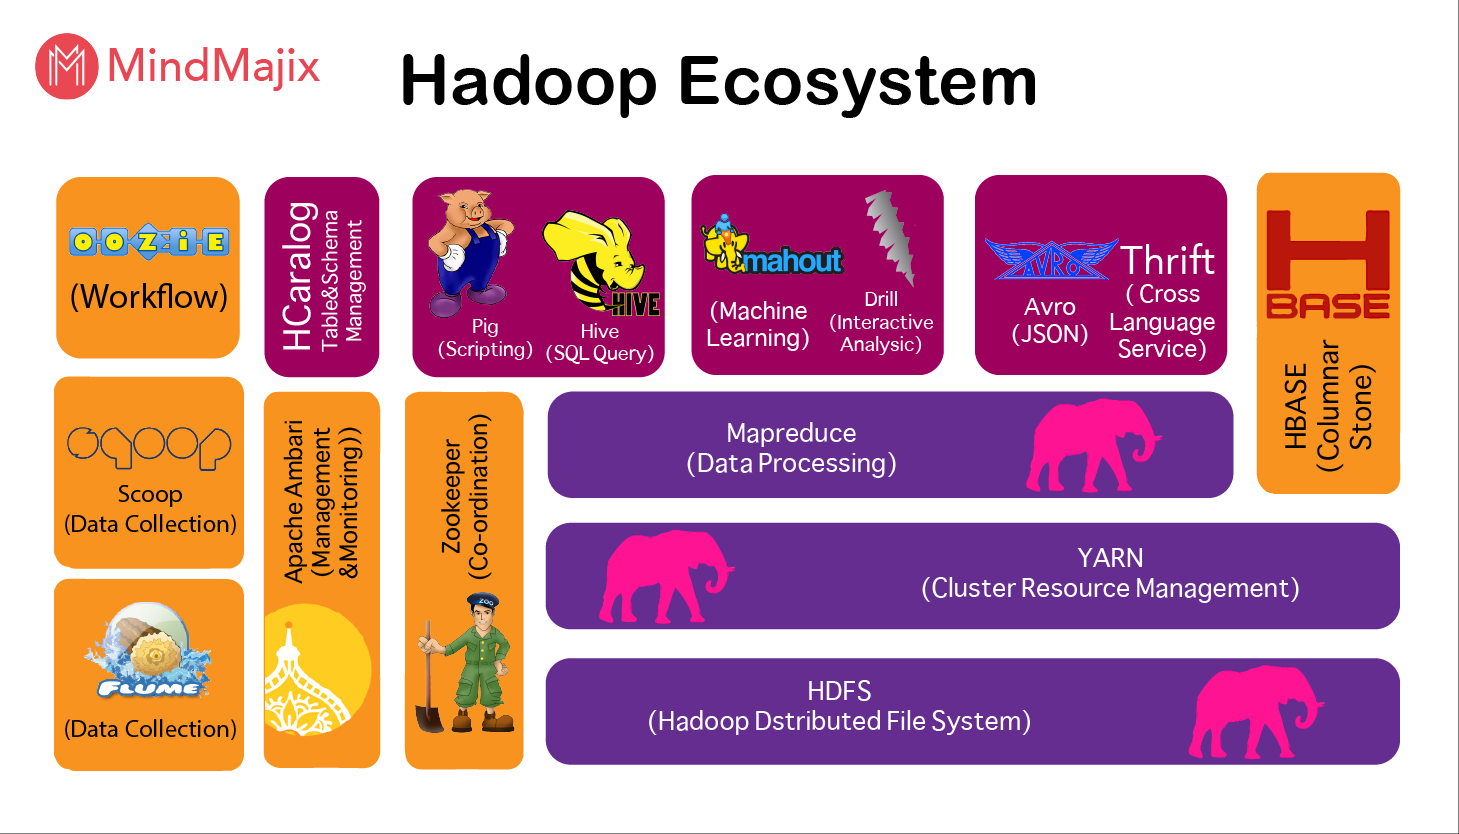 MindMajix
Hadoop Ecosystem
OOZiE
(Workflow)
HCaralog
Table&Schema
Management
Pig
(Scripting)
HIVE
Hive
(SQL Query)
mahout
(Machine
Learning)
Drill
(Interactive
Analysic)
AVRO
Avro
(JSON)
Thrift
( Cross
Language
Service)
H
BASE
HBASE
(Columnar
Stone)
sqoop
Scoop
(Data Collection)
Apache Ambari
(Management
&Monitoring))
Zookeeper
(Co-ordination)
ZOO
Mapreduce
(Data Processing)
YARN
(Cluster Resource Management)
FLUME
(Data Collection)
HDFS
(Hadoop Dstributed File System)